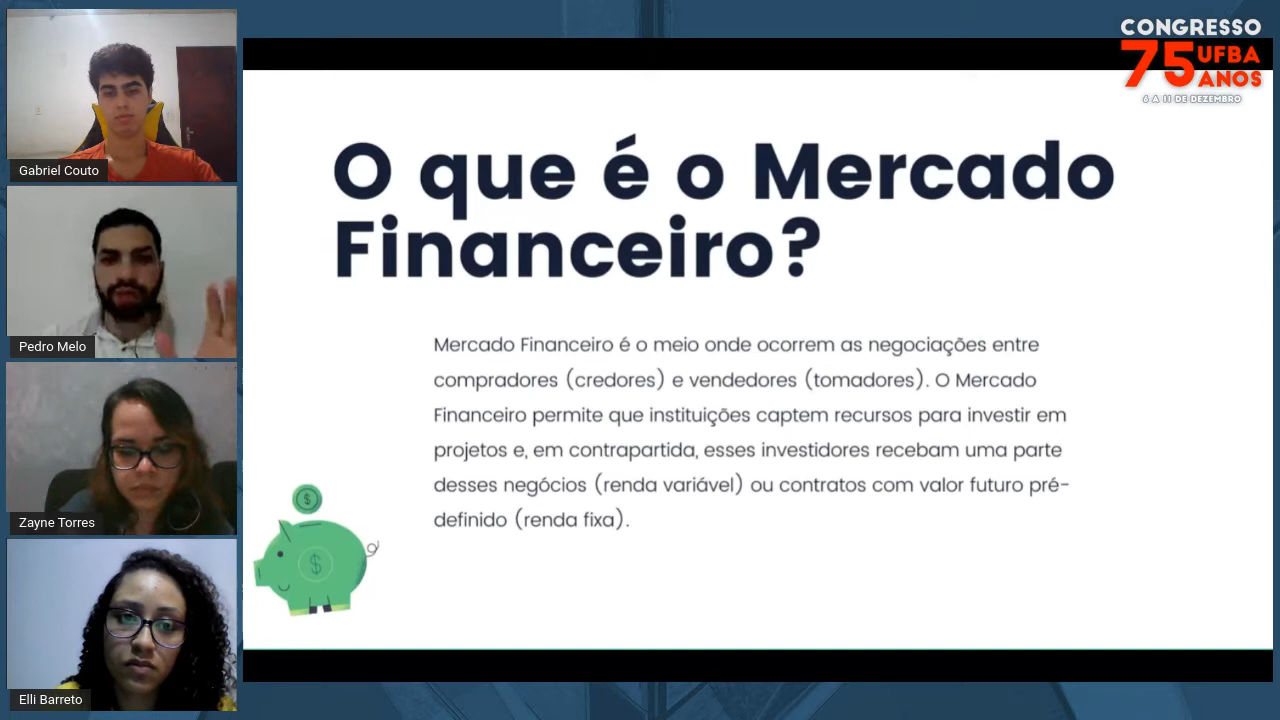 CONGRESSO
75 UFBA
ANOS
6 A 11 DE DEZEMBRO
O que é o Mercado
Financeiro?
Mercado Financeiro é o meio onde ocorrem as negociações entre
compradores (credores) e vendedores (tomadores). O Mercado
Financeiro permite que instituições captem recursos para investir em
projetos e, em contrapartida, esses investidores recebam uma parte
desses negócios (renda variável) ou contratos com valor futuro pré-
definido (renda fixa).
$
$
Gabriel Couto
Pedro Melo
Zayne Torres
Elli Barreto